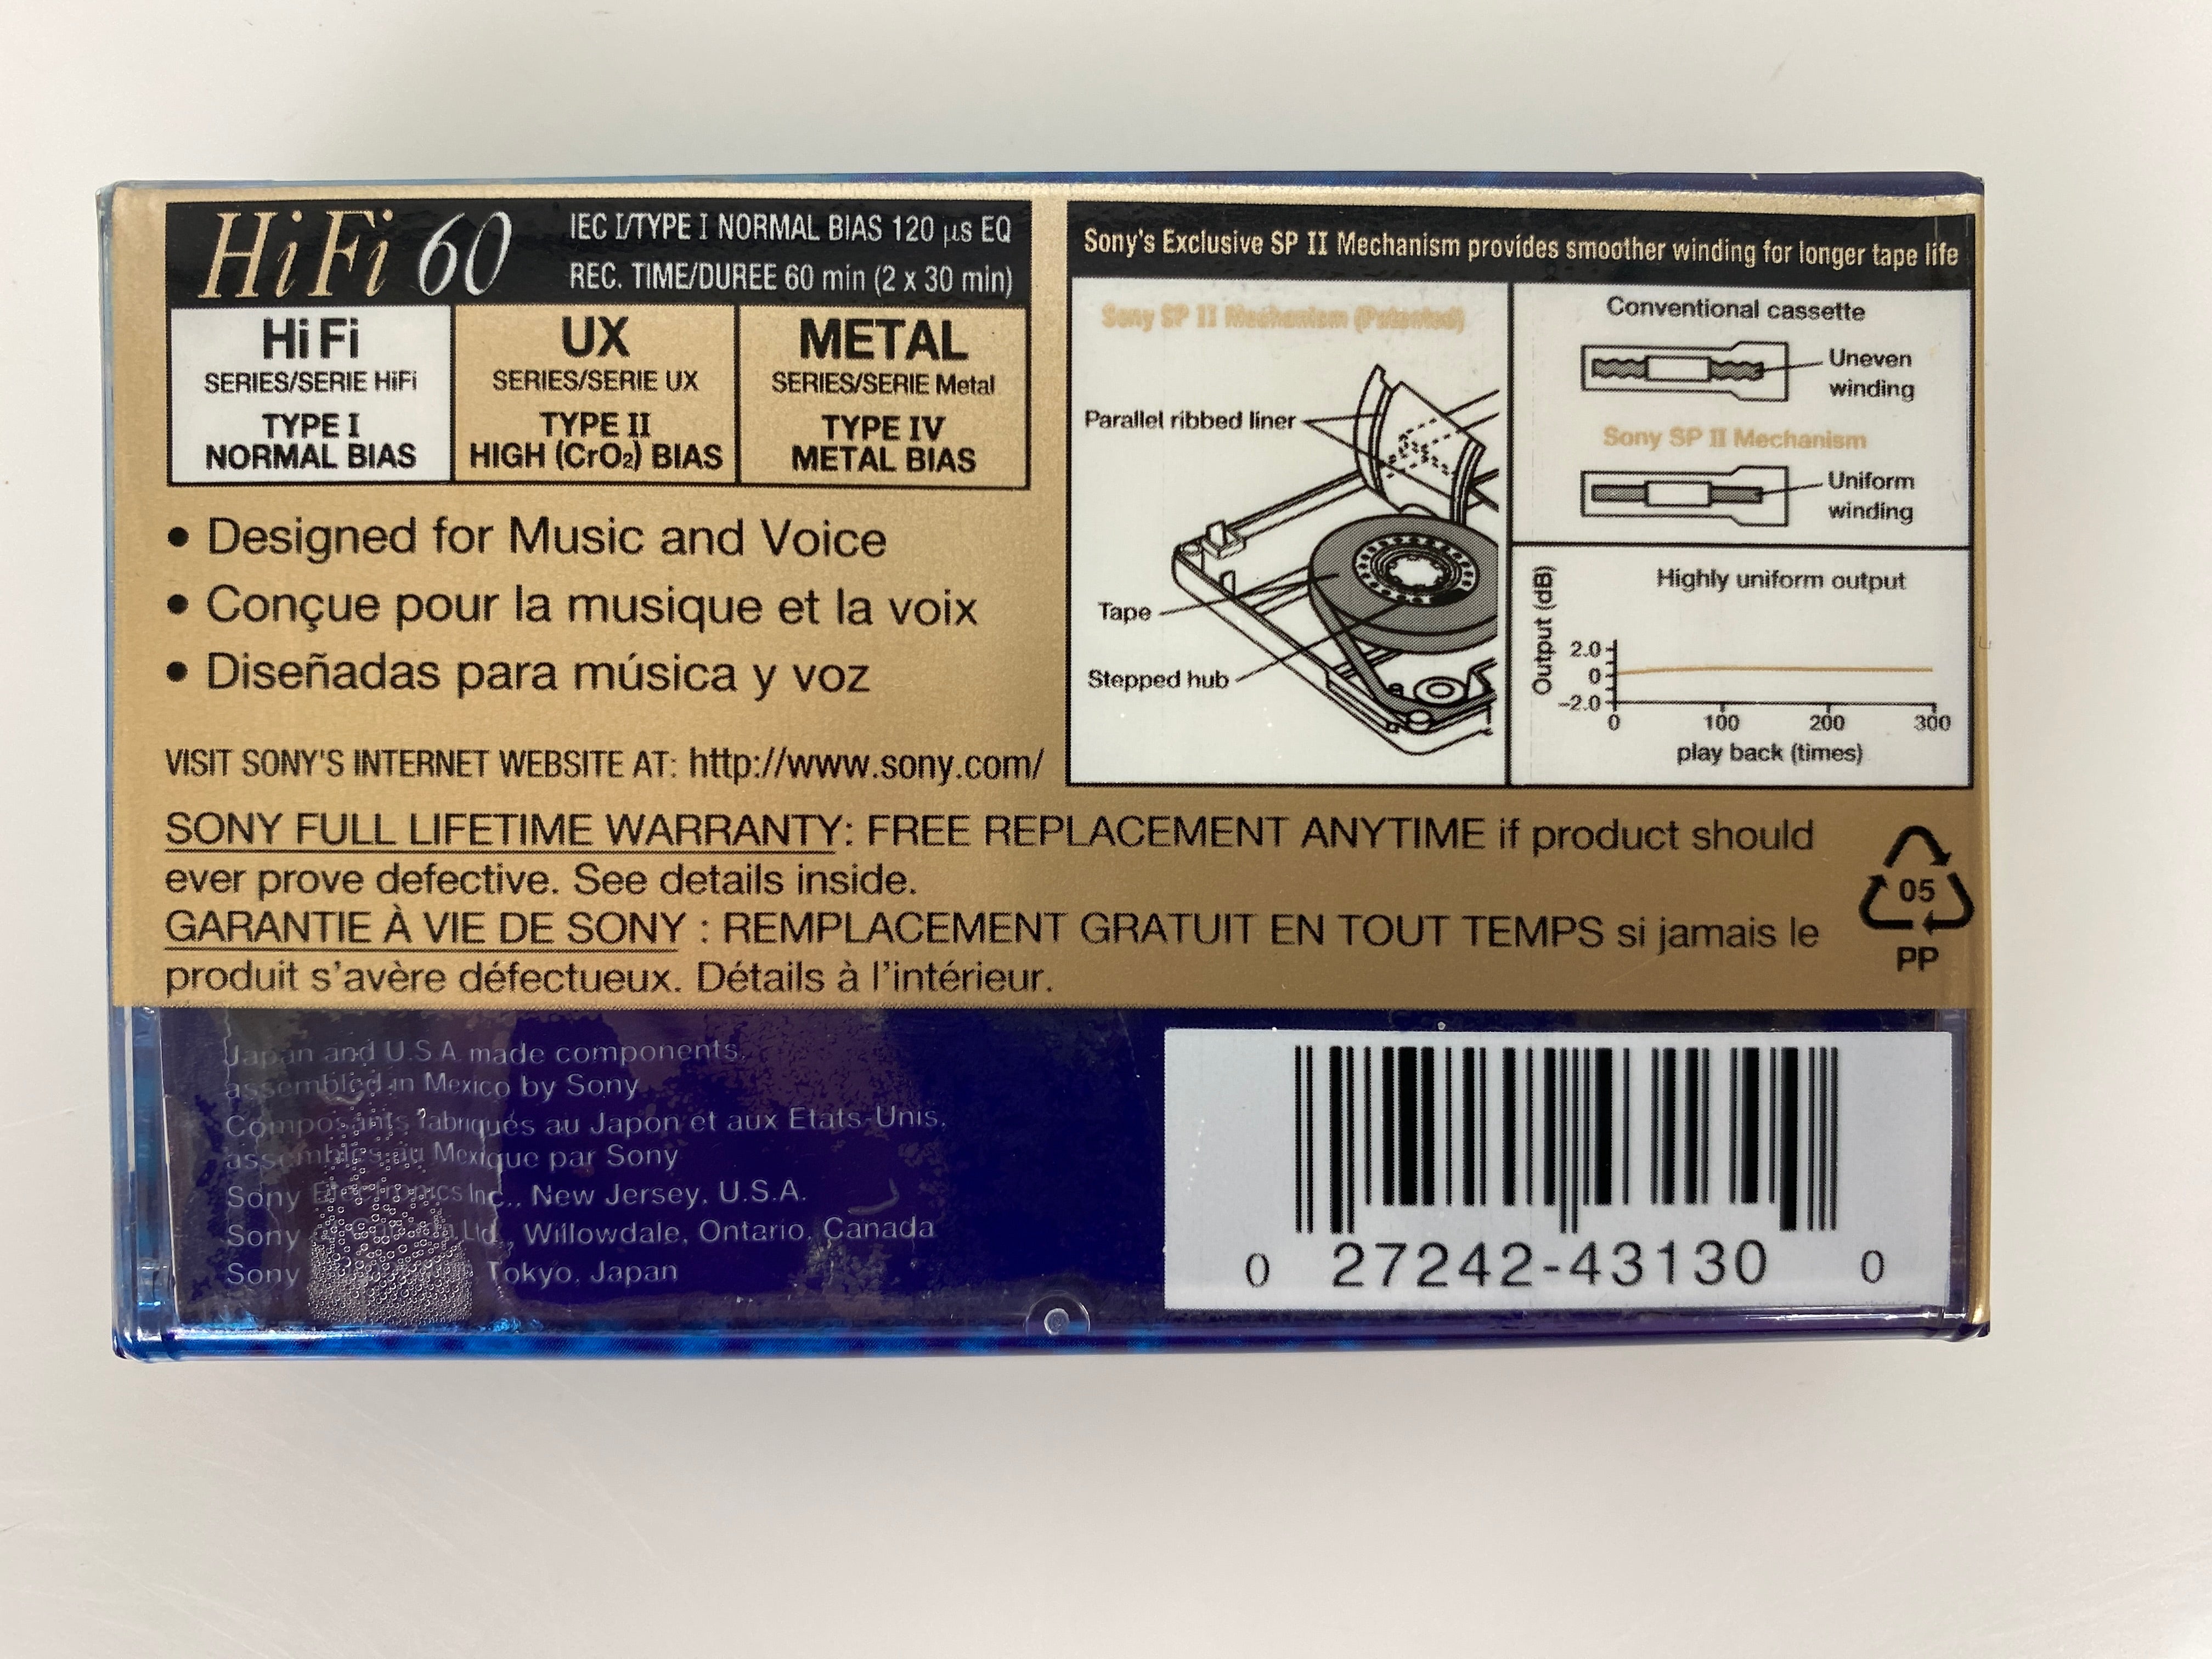 HiFi 60
IEC I/TYPE I NORMAL BIAS 120 µs EQ
REC. TIME/DUREE 60 min (2 x 30 min)
HiFi
SERIES/SERIE HiFi
TYPE I
NORMAL BIAS
UX
SERIES/SERIE UX
TYPE II
HIGH (CrO₂) BIAS
METAL
SERIES/SERIE Metal
TYPE IV
METAL BIAS
• Designed for Music and Voice
• Conçue pour la musique et la voix
• Diseñadas para música y voz
VISIT SONY'S INTERNET WEBSITE AT: http://www.sony.com/
Sony's Exclusive SP II Mechanism provides smoother winding for longer tape life
Sony SP II Mechanism (Patented)
Parallel ribbed liner
Tape
Stepped hub
Conventional cassette
Uneven
winding
Sony SP II Mechanism
Uniform
winding
Highly uniform output
Output (dB)
2.0
0
-2.0
0 100 200 300
play back (times)
SONY FULL LIFETIME WARRANTY: FREE REPLACEMENT ANYTIME if product should
ever prove defective. See details inside.
GARANTIE À VIE DE SONY : REMPLACEMENT GRATUIT EN TOUT TEMPS si jamais le
produit s'avère défectueux. Détails à l'intérieur.
05
PP
Japan and U.S.A. made components,
assembled in Mexico by Sony
Composants fabriqués au Japon et aux Etats-Unis,
assemblés au Mexique par Sony
Sony Electronics Inc., New Jersey, U.S.A.
Sony Ltd., Willowdale, Ontario, Canada
Sony Tokyo, Japan
0 27242-43130 0